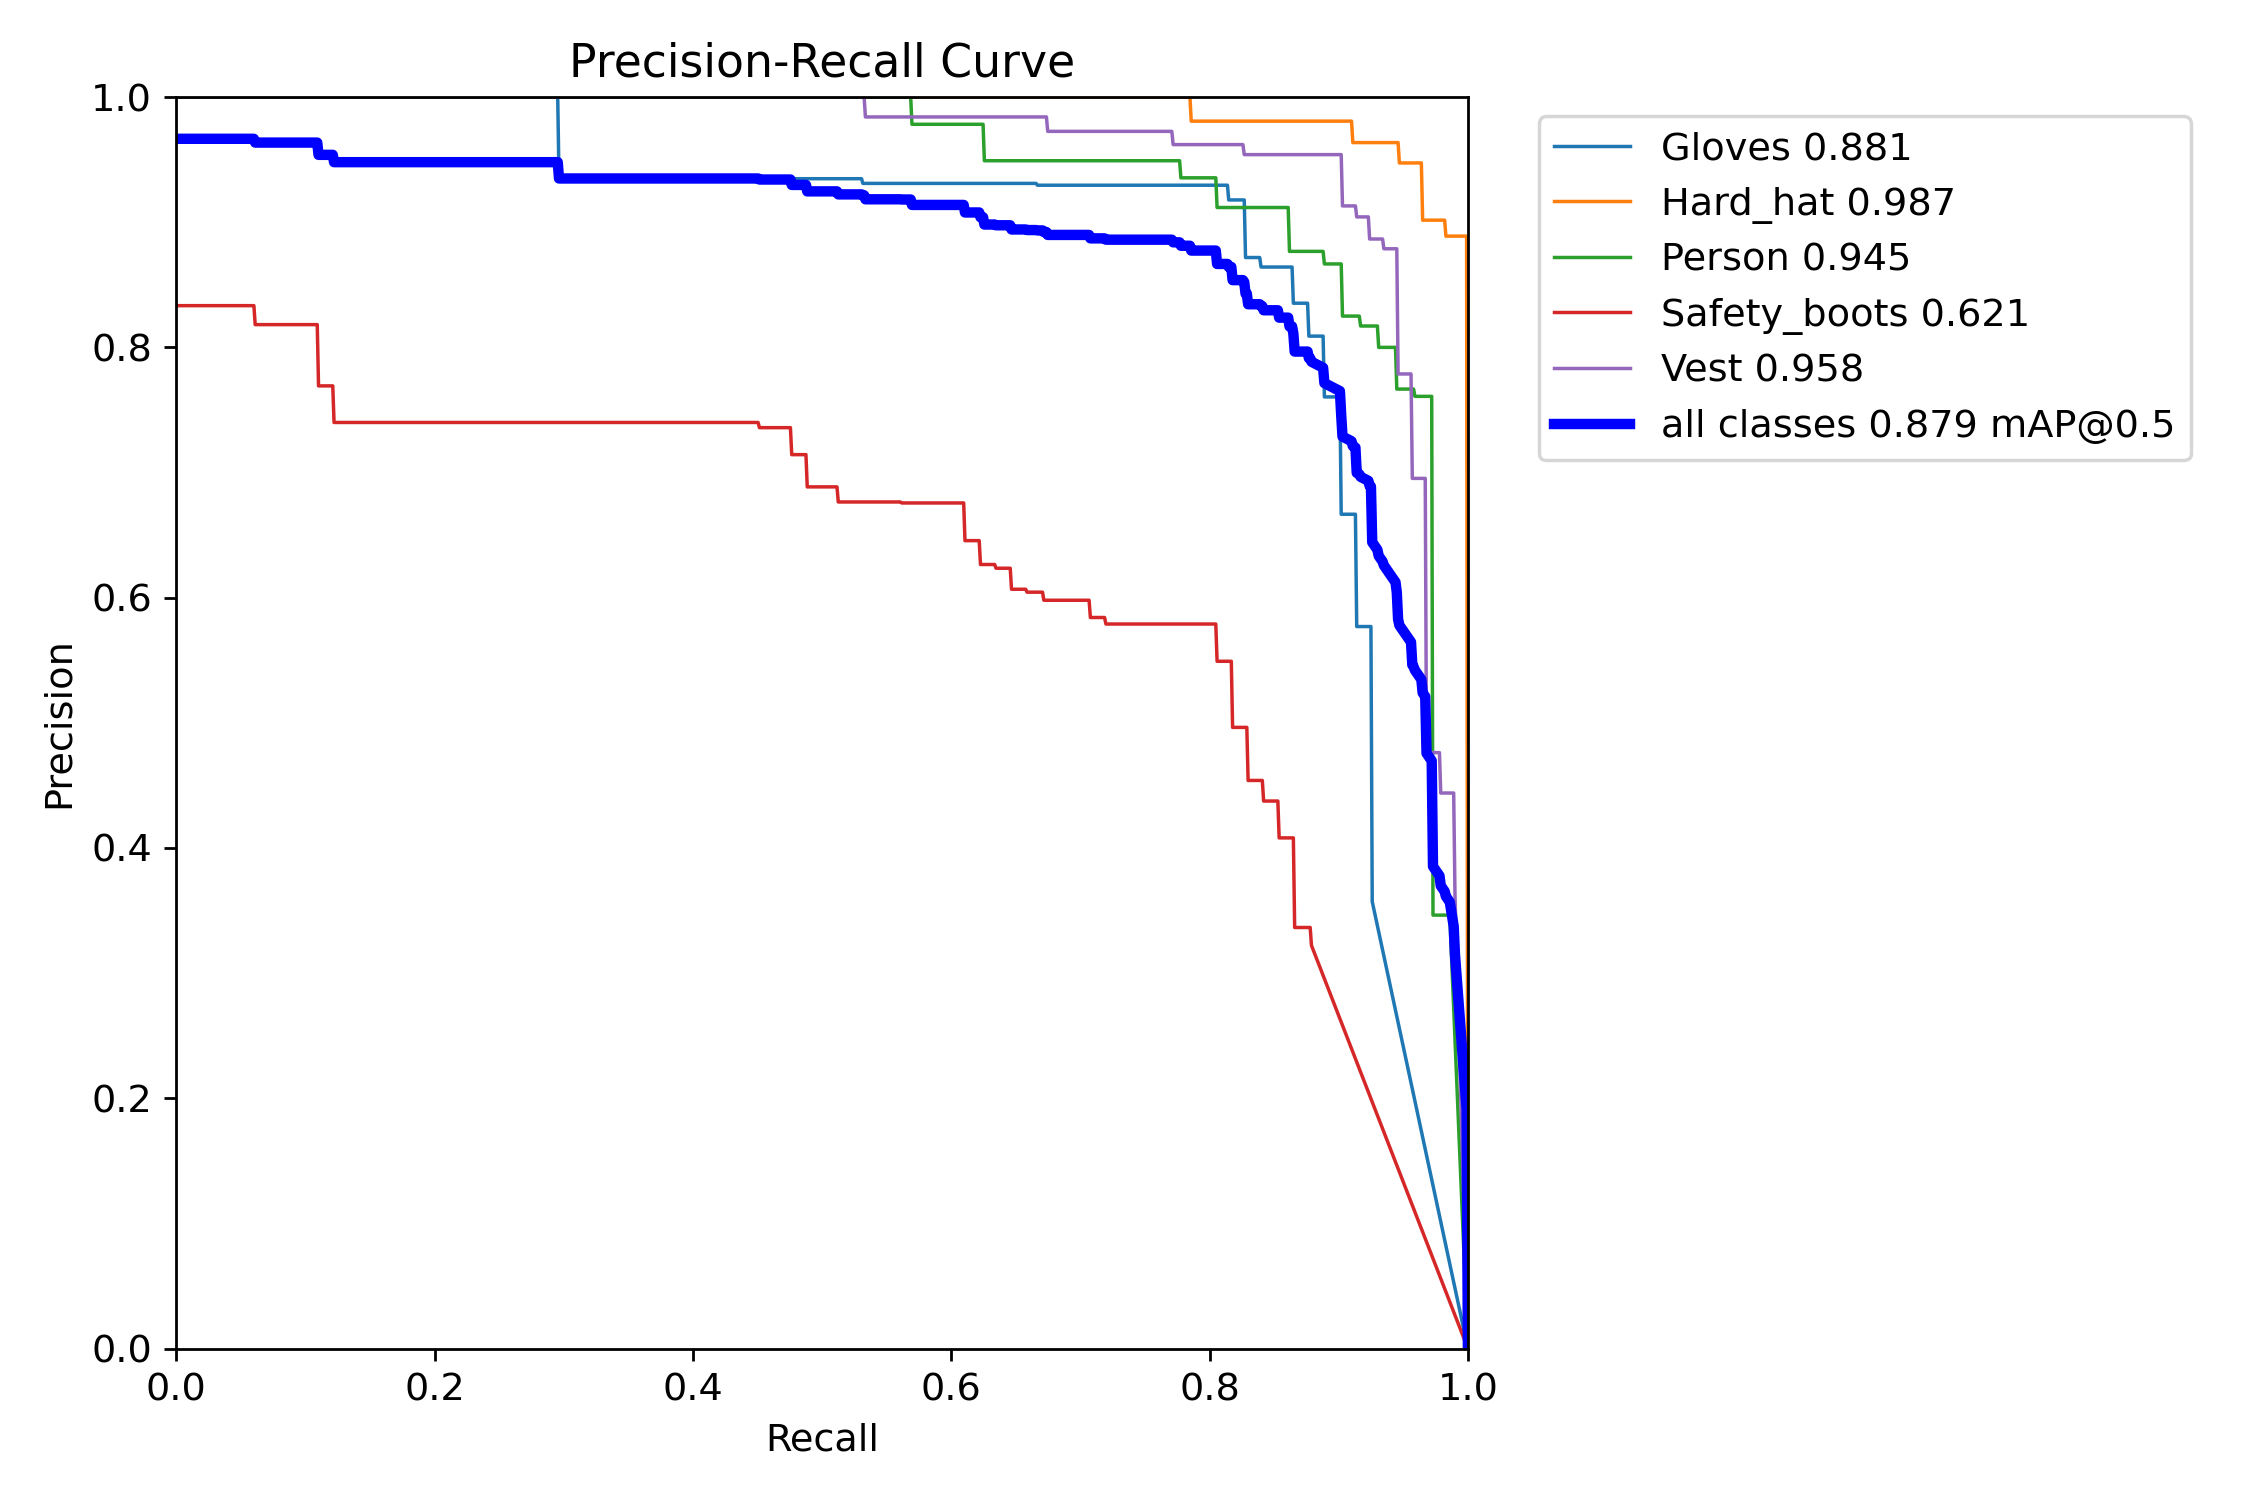 Precision-Recall Curve
1.0
0.8
0.6
0.4
0.2
0.0
Precision
0.0 0.2 0.4 0.6 0.8 1.0
Recall
Gloves 0.881
Hard_hat 0.987
Person 0.945
Safety_boots 0.621
Vest 0.958
all classes 0.879 mAP@0.5